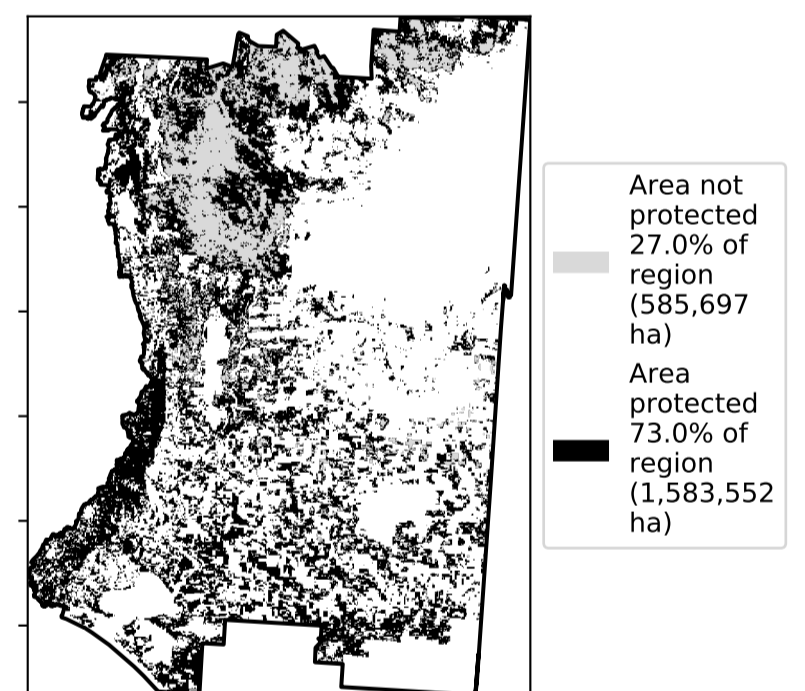 Area not
protected
27.0% of
region
(585,697
ha)
Area
protected
73.0% of
region
(1,583,552
ha)